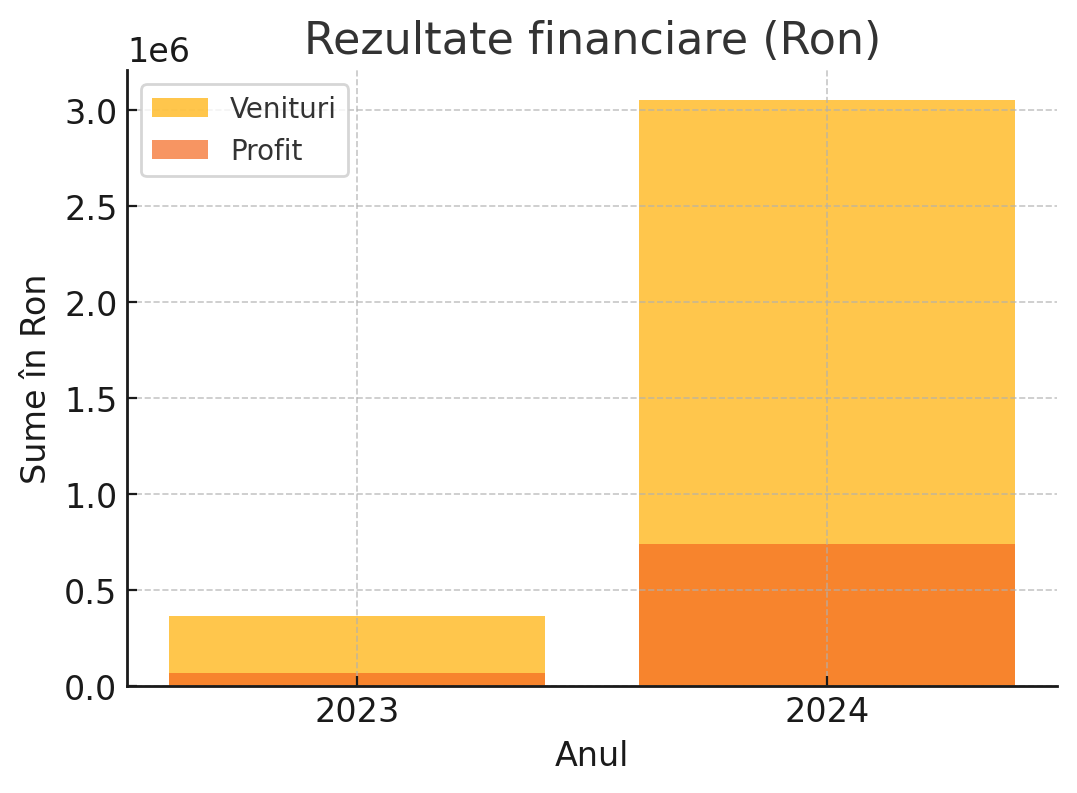 Rezultate financiare (Ron)
1e6
Venituri
Profit
3.0
2.5
2.0
1.5
1.0
0.5
0.0
Sume în Ron
2023
2024
Anul